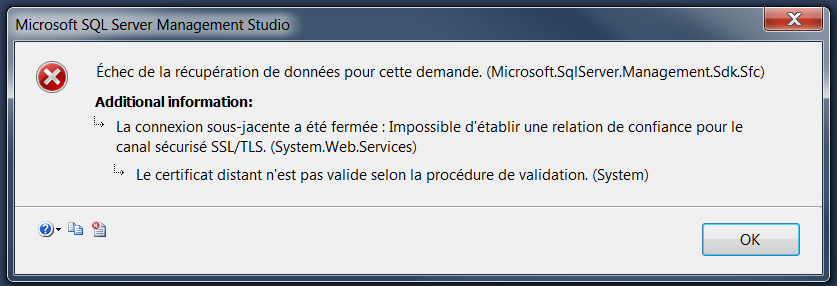 Microsoft SQL Server Management Studio
Échec de la récupération de données pour cette demande. (Microsoft.SqlServer.Management.Sdk.Sfc)
Additional information:
La connexion sous-jacente a été fermée : Impossible d'établir une relation de confiance pour le
canal sécurisé SSL/TLS. (System.Web.Services)
Le certificat distant n'est pas valide selon la procédure de validation. (System)
OK